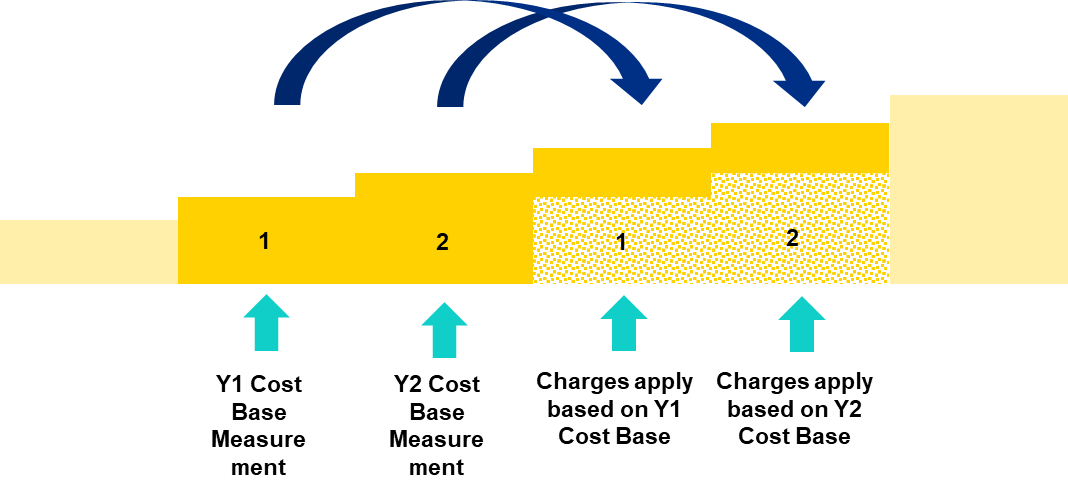 1
2
1
2
Y1 Cost
Base
Measure
ment
Y2 Cost
Base
Measure
ment
Charges apply
based on Y1
Cost Base
Charges apply
based on Y2
Cost Base